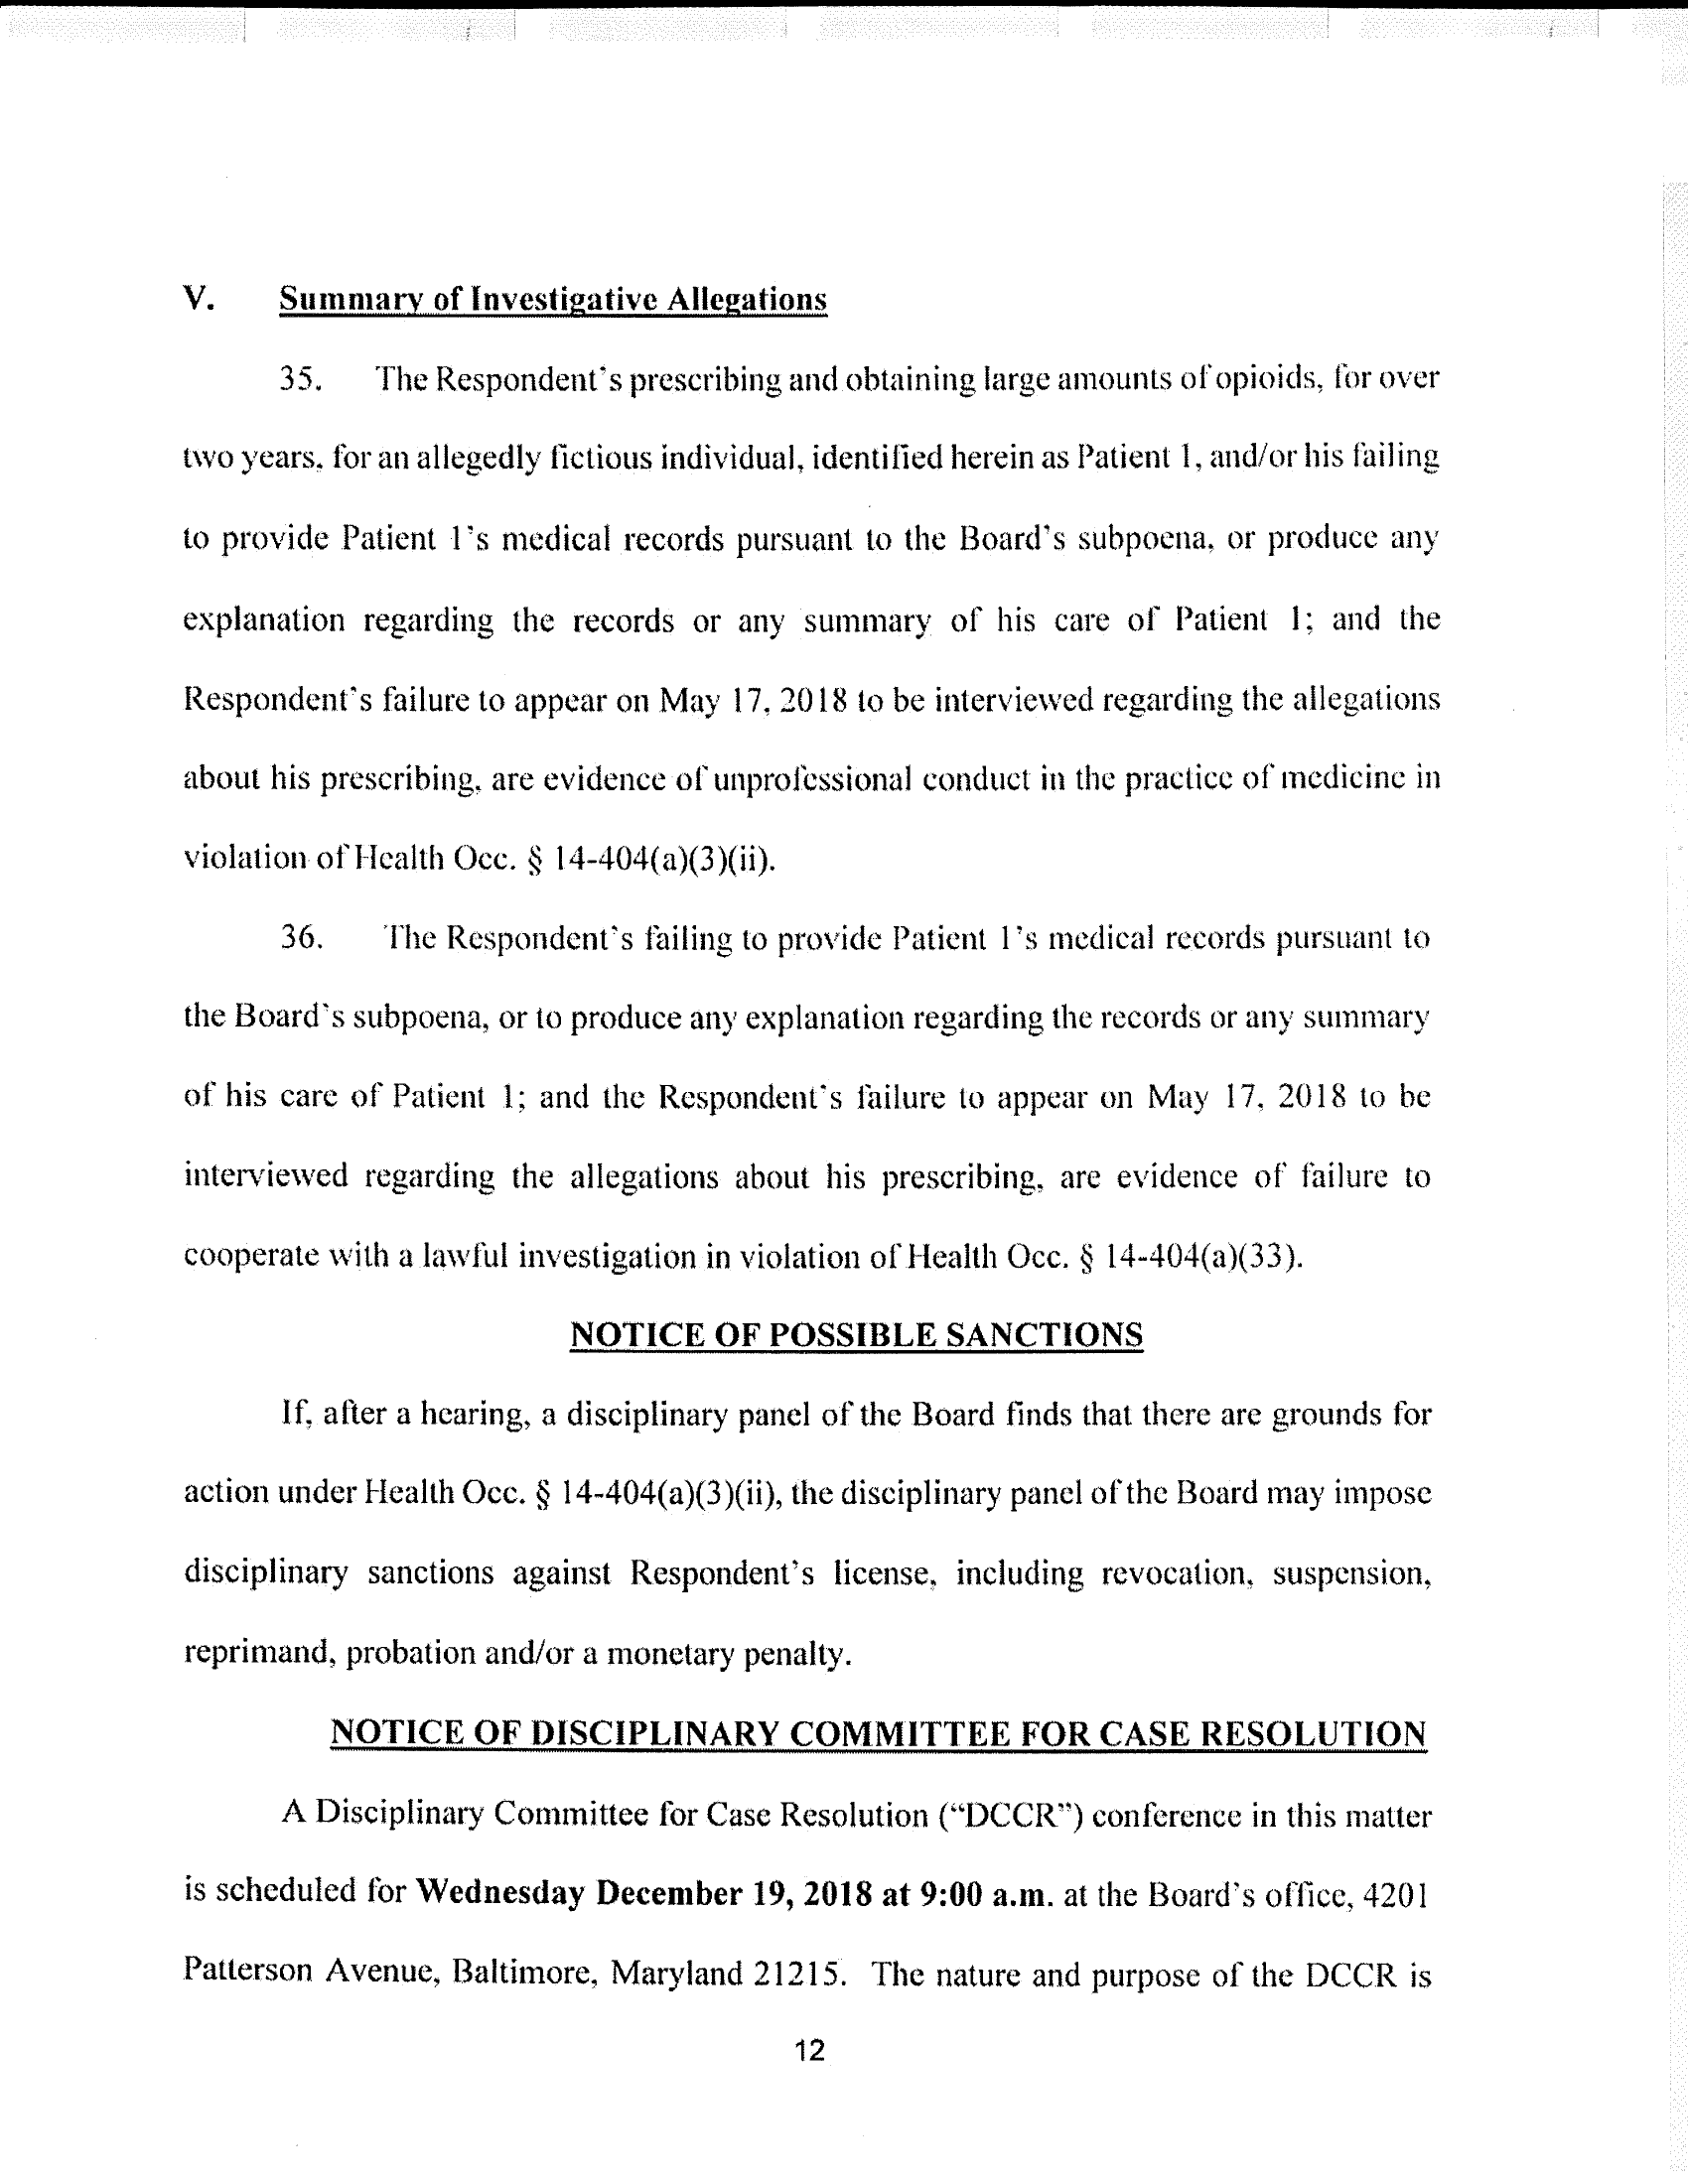 V. Summary of Investigative Allegations
35. The Respondent's prescribing and obtaining large amounts of opioids, for over
two years, for an allegedly fictious individual, identified herein as Patient 1, and/or his failing
to provide Patient 1's medical records pursuant to the Board's subpoena, or produce any
explanation regarding the records or any summary of his care of Patient 1; and the
Respondent's failure to appear on May 17, 2018 to be interviewed regarding the allegations
about his prescribing, are evidence of unprofessional conduct in the practice of medicine in
violation of Health Occ. § 14-404(a)(3)(ii).
36. The Respondent's failing to provide Patient 1's medical records pursuant to
the Board's subpoena, or to produce any explanation regarding the records or any summary
of his care of Patient 1; and the Respondent's failure to appear on May 17, 2018 to be
interviewed regarding the allegations about his prescribing, are evidence of failure to
cooperate with a lawful investigation in violation of Health Occ. § 14-404(a)(33).
NOTICE OF POSSIBLE SANCTIONS
If, after a hearing, a disciplinary panel of the Board finds that there are grounds for
action under Health Occ. § 14-404(a)(3)(ii), the disciplinary panel of the Board may impose
disciplinary sanctions against Respondent's license, including revocation, suspension,
reprimand, probation and/or a monetary penalty.
NOTICE OF DISCIPLINARY COMMITTEE FOR CASE RESOLUTION
A Disciplinary Committee for Case Resolution ("DCCR") conference in this matter
is scheduled for Wednesday December 19, 2018 at 9:00 a.m. at the Board's office, 4201
Patterson Avenue, Baltimore, Maryland 21215. The nature and purpose of the DCCR is
12